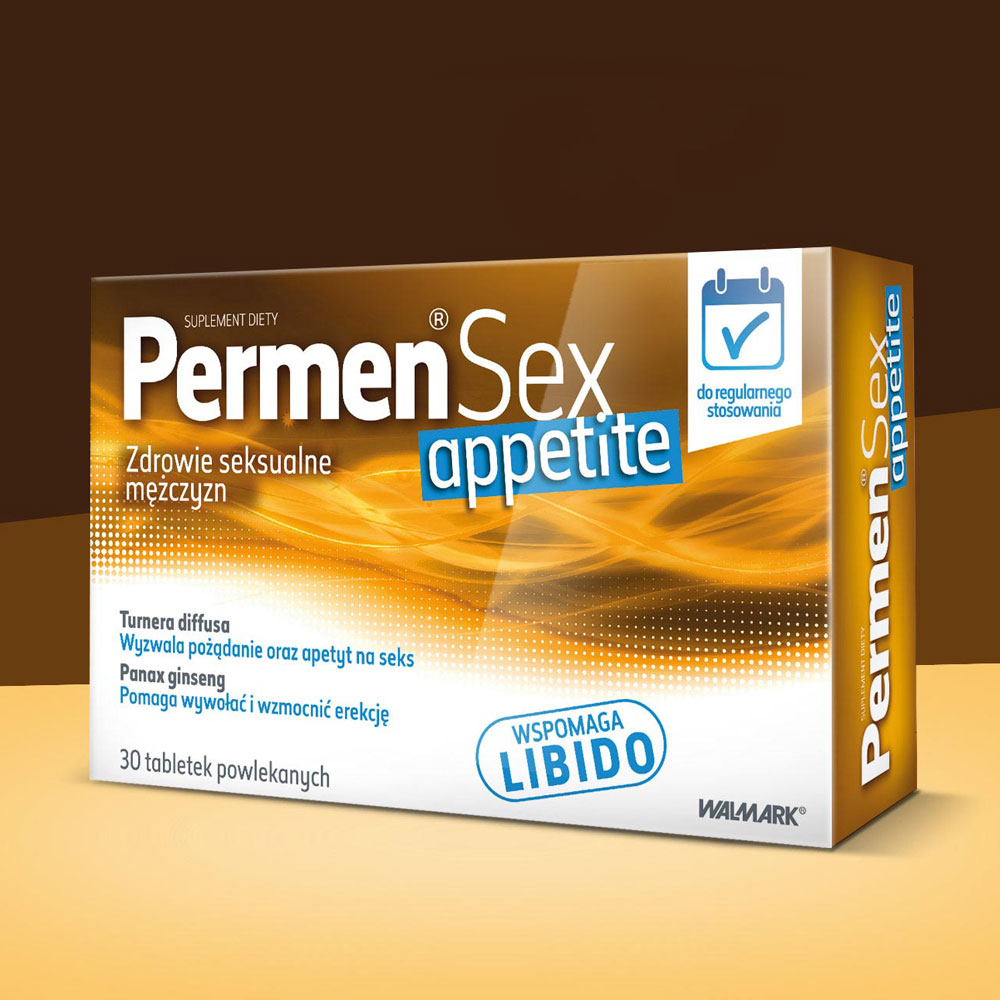 SUPLEMENT DIETY
Permen® Sex
appetite
Zdrowie seksualne
mężczyzn
do regularnego
stosowania
Turnera diffusa
Wyzwala pożądanie oraz apetyt na seks
Panax ginseng
Pomaga wywołać i wzmocnić erekcję
30 tabletek powlekanych
WSPOMAGA
LIBIDO
WALMARK®
SUPLEMENT DIETY
Permen® Sex
appetite